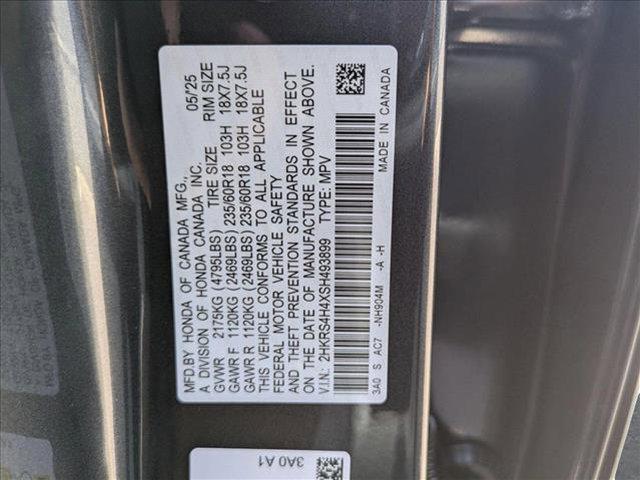 MFD.BY HONDA OF CANADA MFG., 05/25
A DIVISION OF HONDA CANADA INC.
TIRE SIZE RIM SIZE
GVWR 2175KG (4795LBS)
GAWR F 1120KG (2469LBS) 235/60R18 103H 18X7.5J
GAWR R 1120KG (2469LBS) 235/60R18 103H 18X7.5J
THIS VEHICLE CONFORMS TO ALL APPLICABLE
FEDERAL MOTOR VEHICLE SAFETY
AND THEFT PREVENTION STANDARDS IN EFFECT
ON THE DATE OF MANUFACTURE SHOWN ABOVE.
V.I.N: 2HKRS4H4XSH493899 TYPE: MPV
3A0 S AC7 -NH904M -A -H MADE IN CANADA
3A0 A1